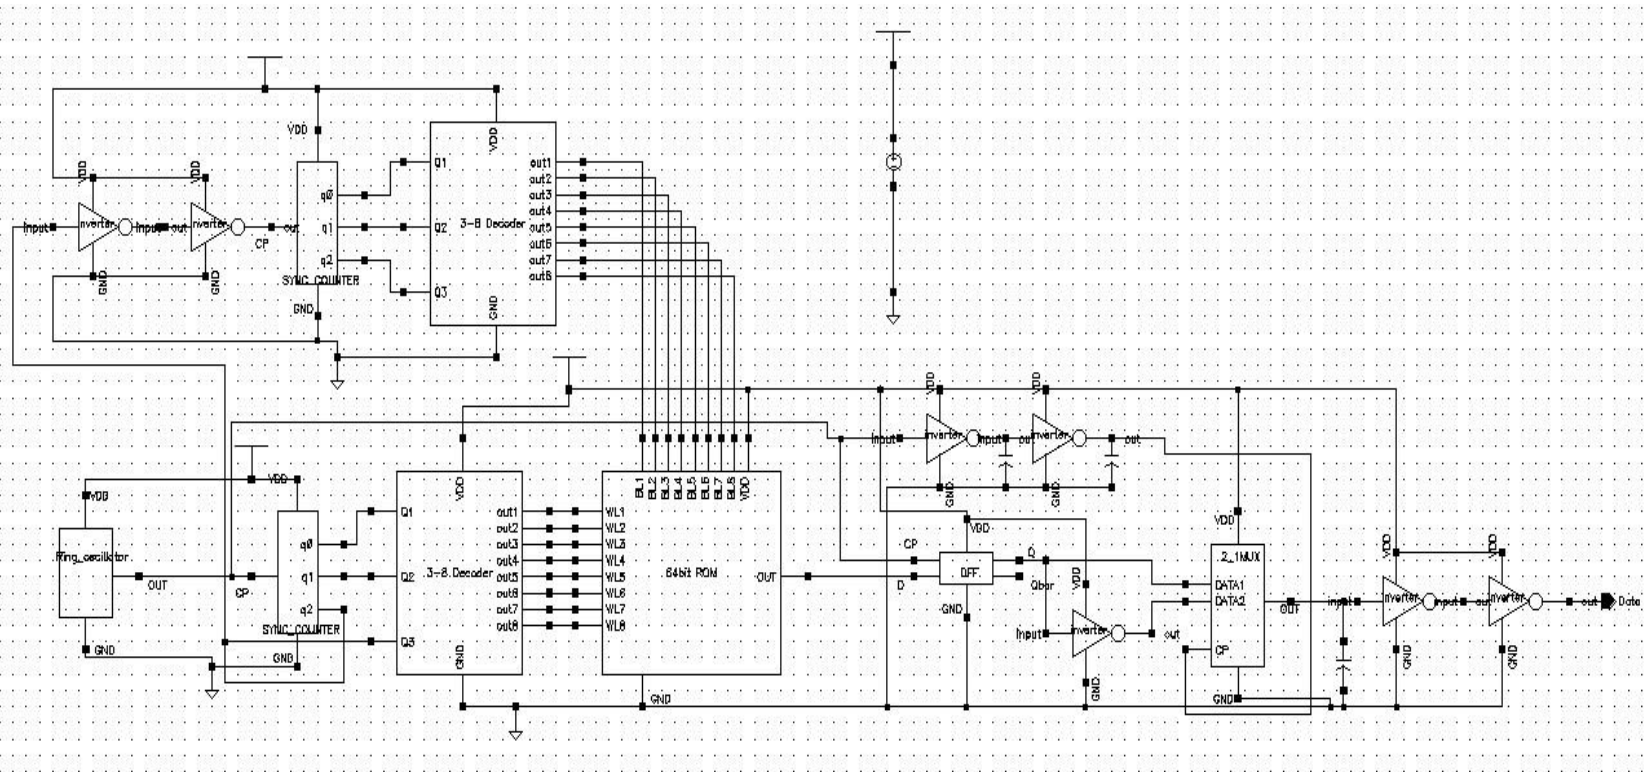 VDD
VDD
Q1
out1
VDD
VDD
out2
q0
out3
out4
Input
Inverter
Input
out
Inverter
out
q1
Q2
3-8 Decoder
out5
CP
out6
q2
out7
SYNC_COUNTER
out8
GND
GND
Q3
GND
GND
VDD
VDD
Input
Inverter
Input
out
Inverter
out
VDD
VDD
BL1
BL2
BL3
BL4
BL5
BL6
BL7
BL8
VDD
GND
GND
VDD
Q1
out1
WL1
VDD
VDD
out2
WL2
q0
out3
WL3
CP
Q
VDD
VDD
Ring_oscillator
out4
WL4
2_1MUX
OUT
q1
Q2
3-8 Decoder
out5
WL5
64bit ROM
OUT
DFF
D
Qbar
VDD
DATA1
CP
out6
WL6
DATA2
OUT
input
Inverter
input
out
Inverter
out
Data
q2
out7
WL7
GND
SYNC_COUNTER
out8
WL8
Input
Inverter
out
Q3
GND
GND
GND
CP
GND
GND
GND
GND
GND